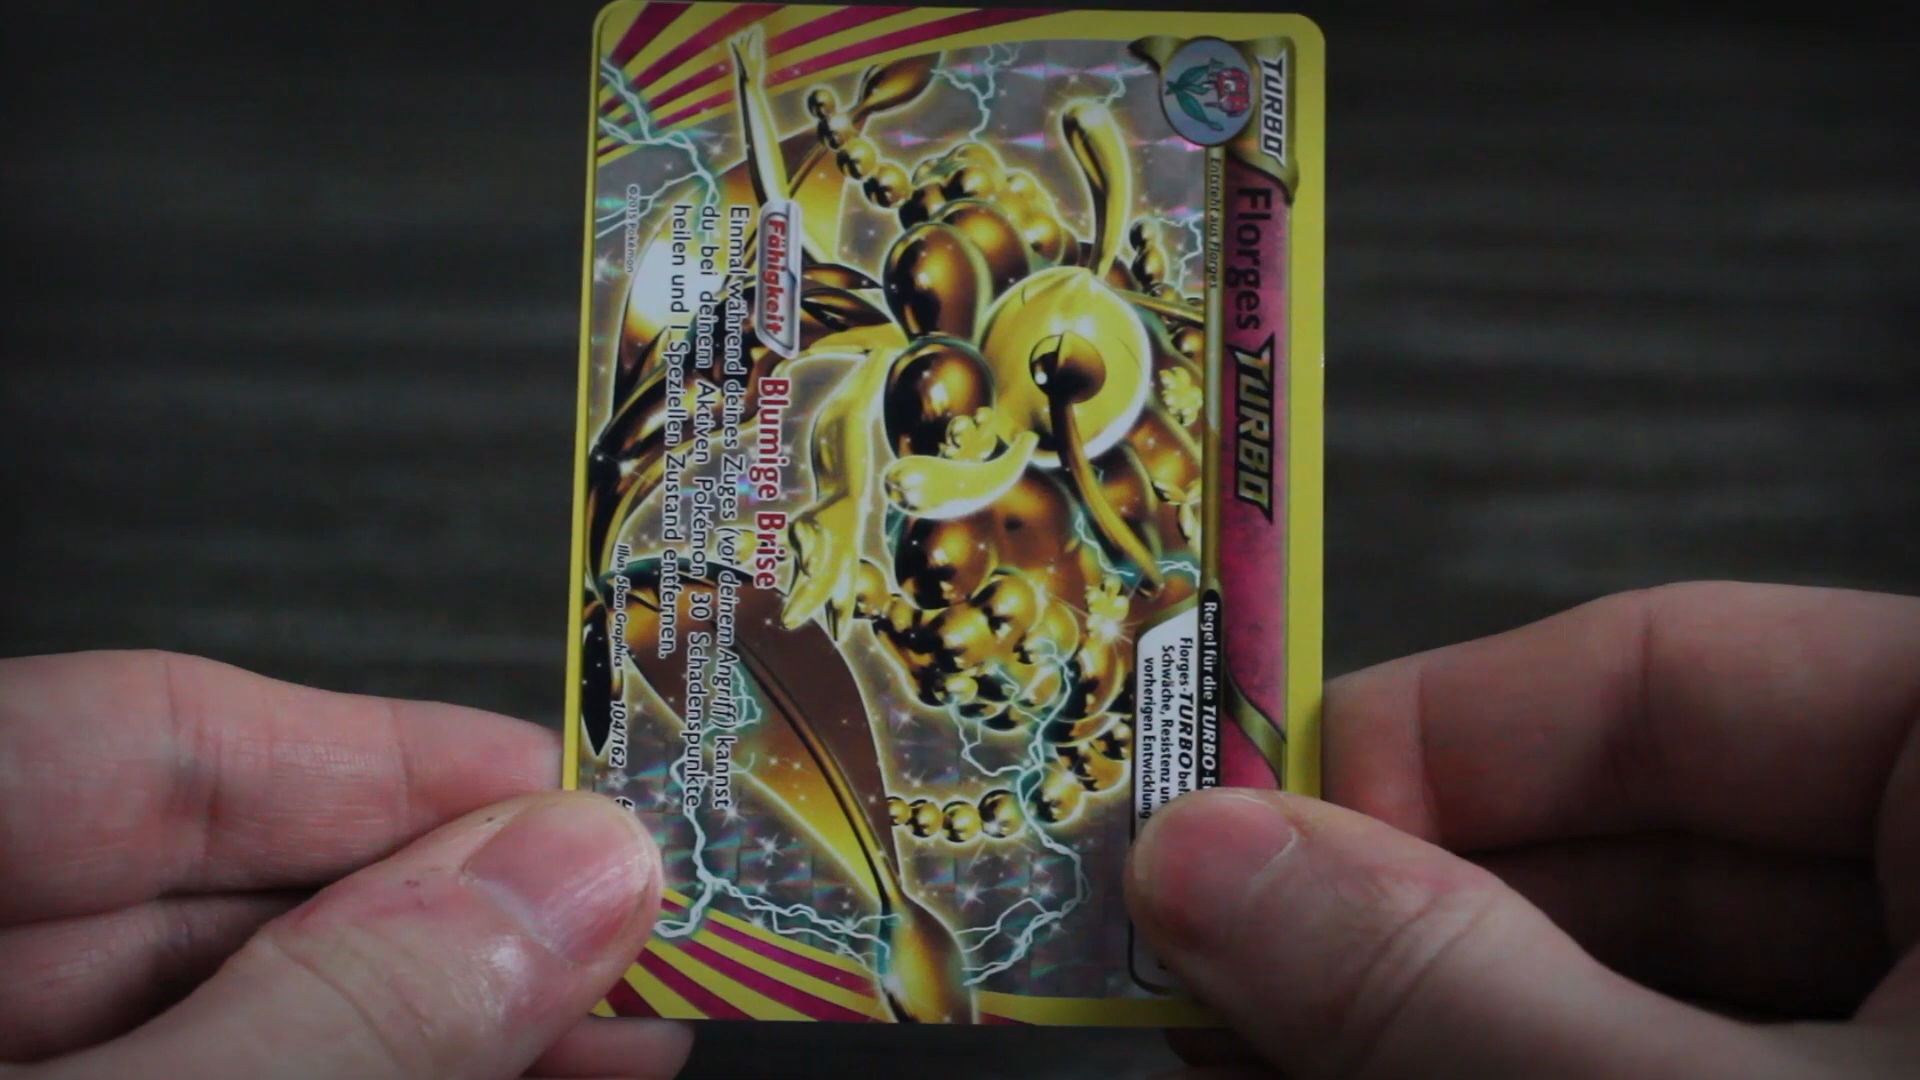 TURBO
Florges TURBO
Entsteht aus Florges
Regel für die TURBO-E
Florges-TURBO beh
Schwäche, Resistenz un
vorherigen Entwicklung
Fähigkeit Blumige Brise
Einmal während deines Zuges (vor deinem Angriff) kannst
du bei deinem Aktiven Pokémon 30 Schadenspunkte
heilen und 1 Speziellen Zustand entfernen.
Illus. 5ban Graphics 104/162
©2015 Pokémon